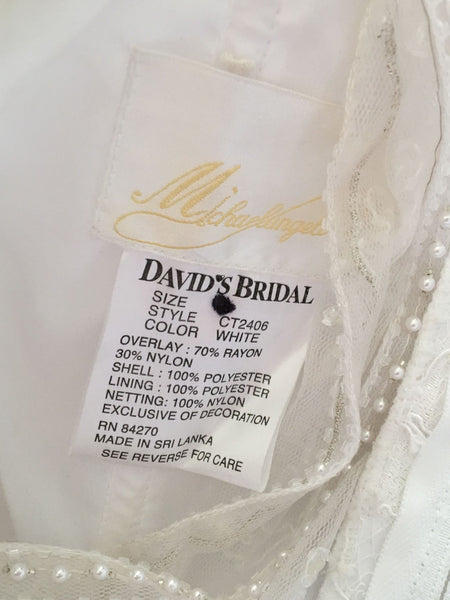 Michaelangelo
DAVID'S BRIDAL
SIZE
STYLE CT2406
COLOR WHITE
OVERLAY : 70% RAYON
30% NYLON
SHELL : 100% POLYESTER
LINING : 100% POLYESTER
NETTING: 100% NYLON
EXCLUSIVE OF DECORATION
RN 84270
MADE IN SRI LANKA
SEE REVERSE FOR CARE